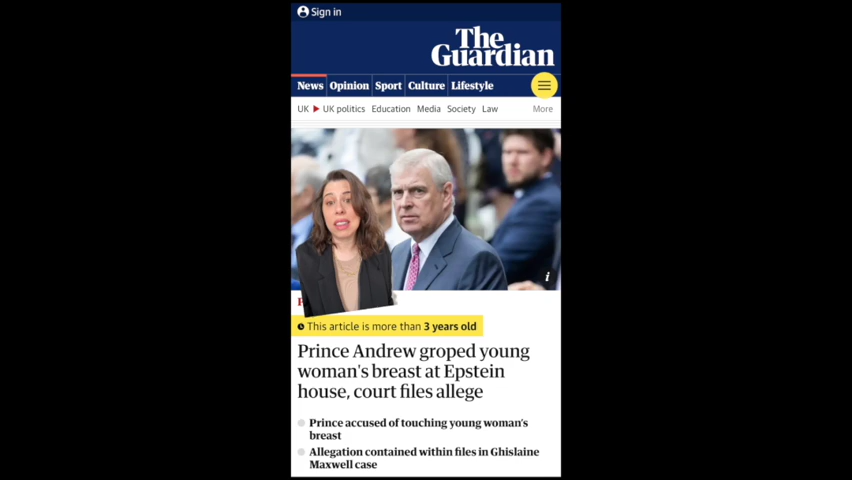 Sign in
The
Guardian
News Opinion Sport Culture Lifestyle
UK UK politics Education Media Society Law More
i
This article is more than 3 years old
Prince Andrew groped young
woman's breast at Epstein
house, court files allege
Prince accused of touching young woman's
breast
Allegation contained within files in Ghislaine
Maxwell case